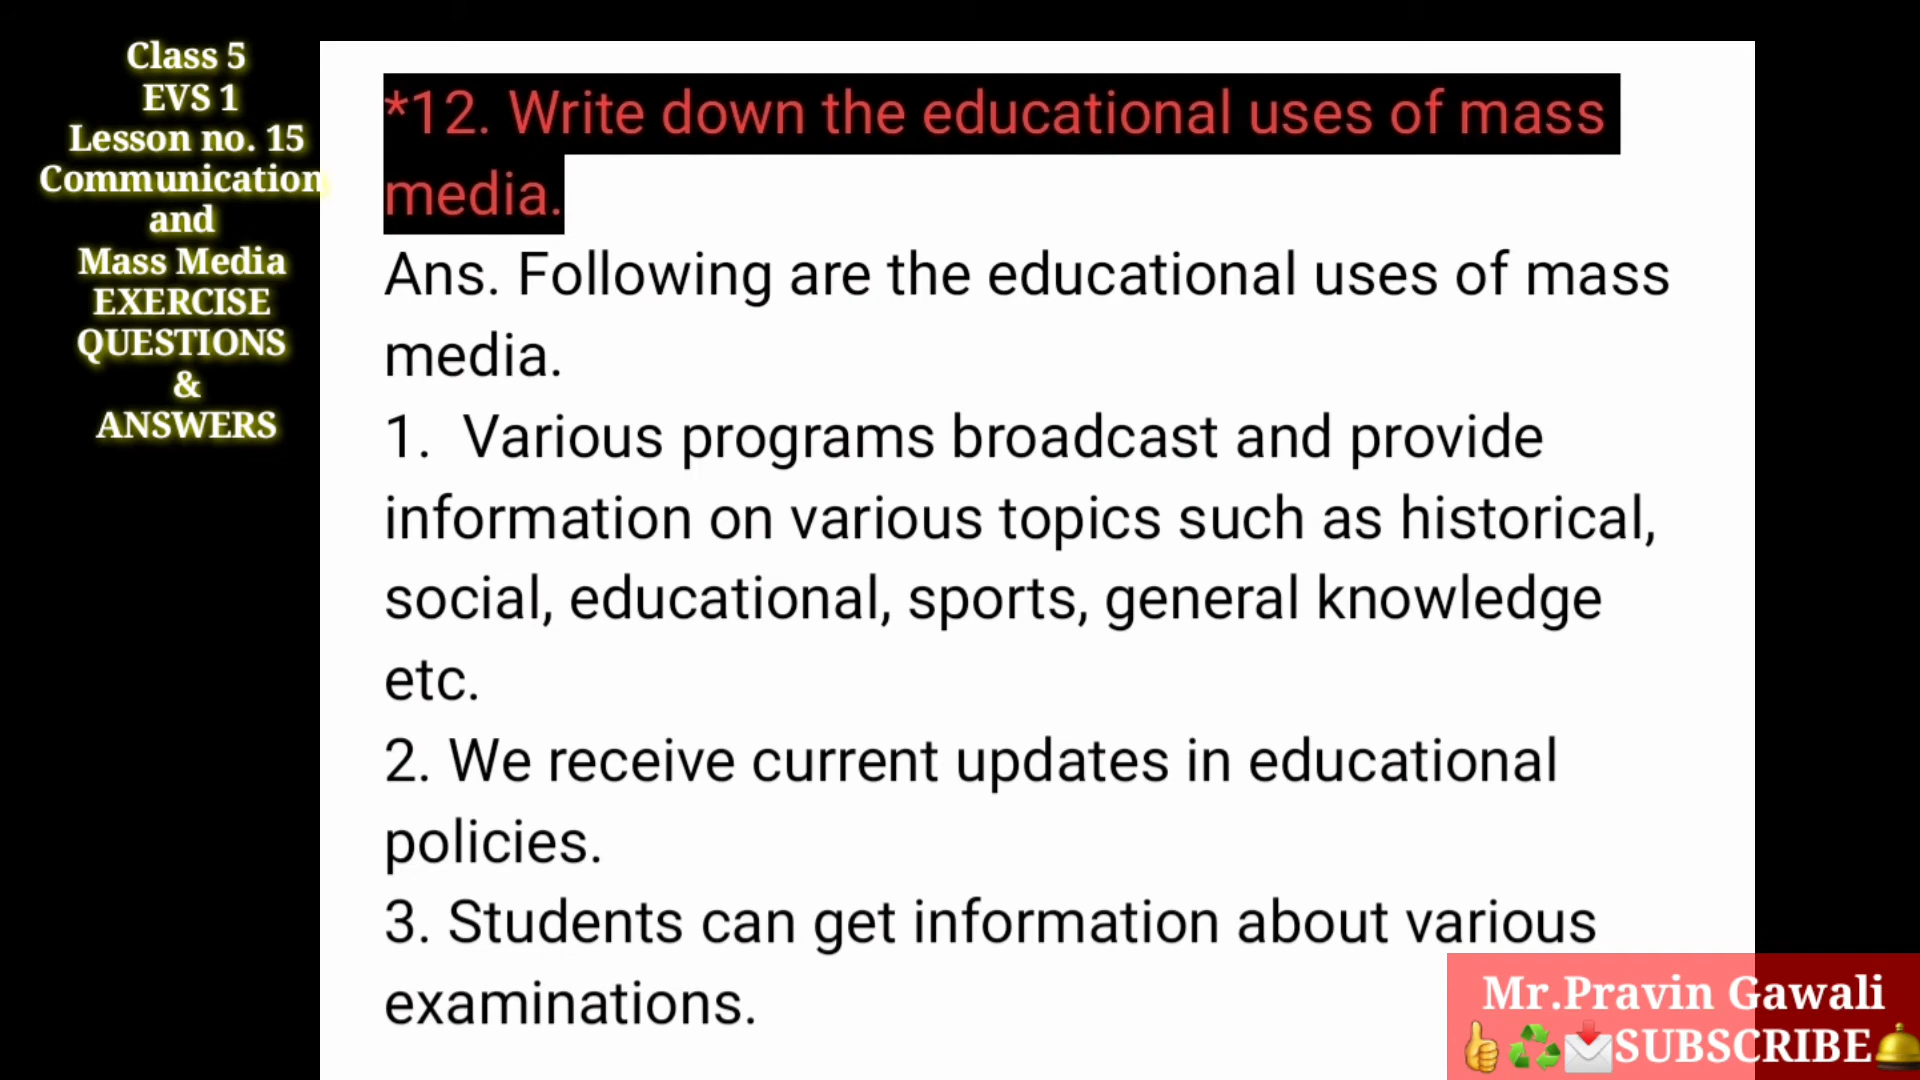 Class 5
EVS 1
Lesson no. 15
Communication
and
Mass Media
EXERCISE
QUESTIONS
&
ANSWERS
*12. Write down the educational uses of mass
media.
Ans. Following are the educational uses of mass
media.
1. Various programs broadcast and provide
information on various topics such as historical,
social, educational, sports, general knowledge
etc.
2. We receive current updates in educational
policies.
3. Students can get information about various
examinations.
Mr.Pravin Gawali
👍♻️📩SUBSCRIBE🛎️